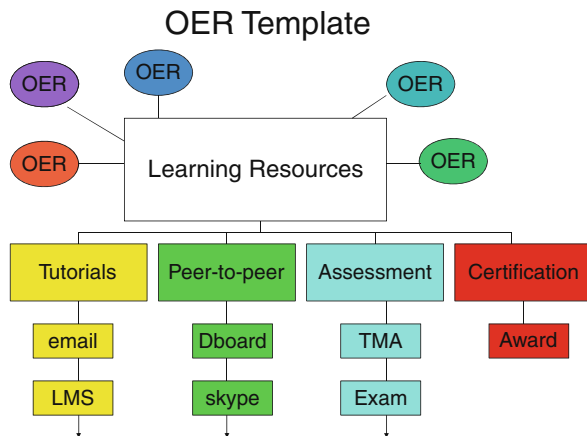 OER Template
OER
OER
OER
OER
OER
Learning Resources
Tutorials
Peer-to-peer
Assessment
Certification
email
Dboard
TMA
Award
LMS
skype
Exam